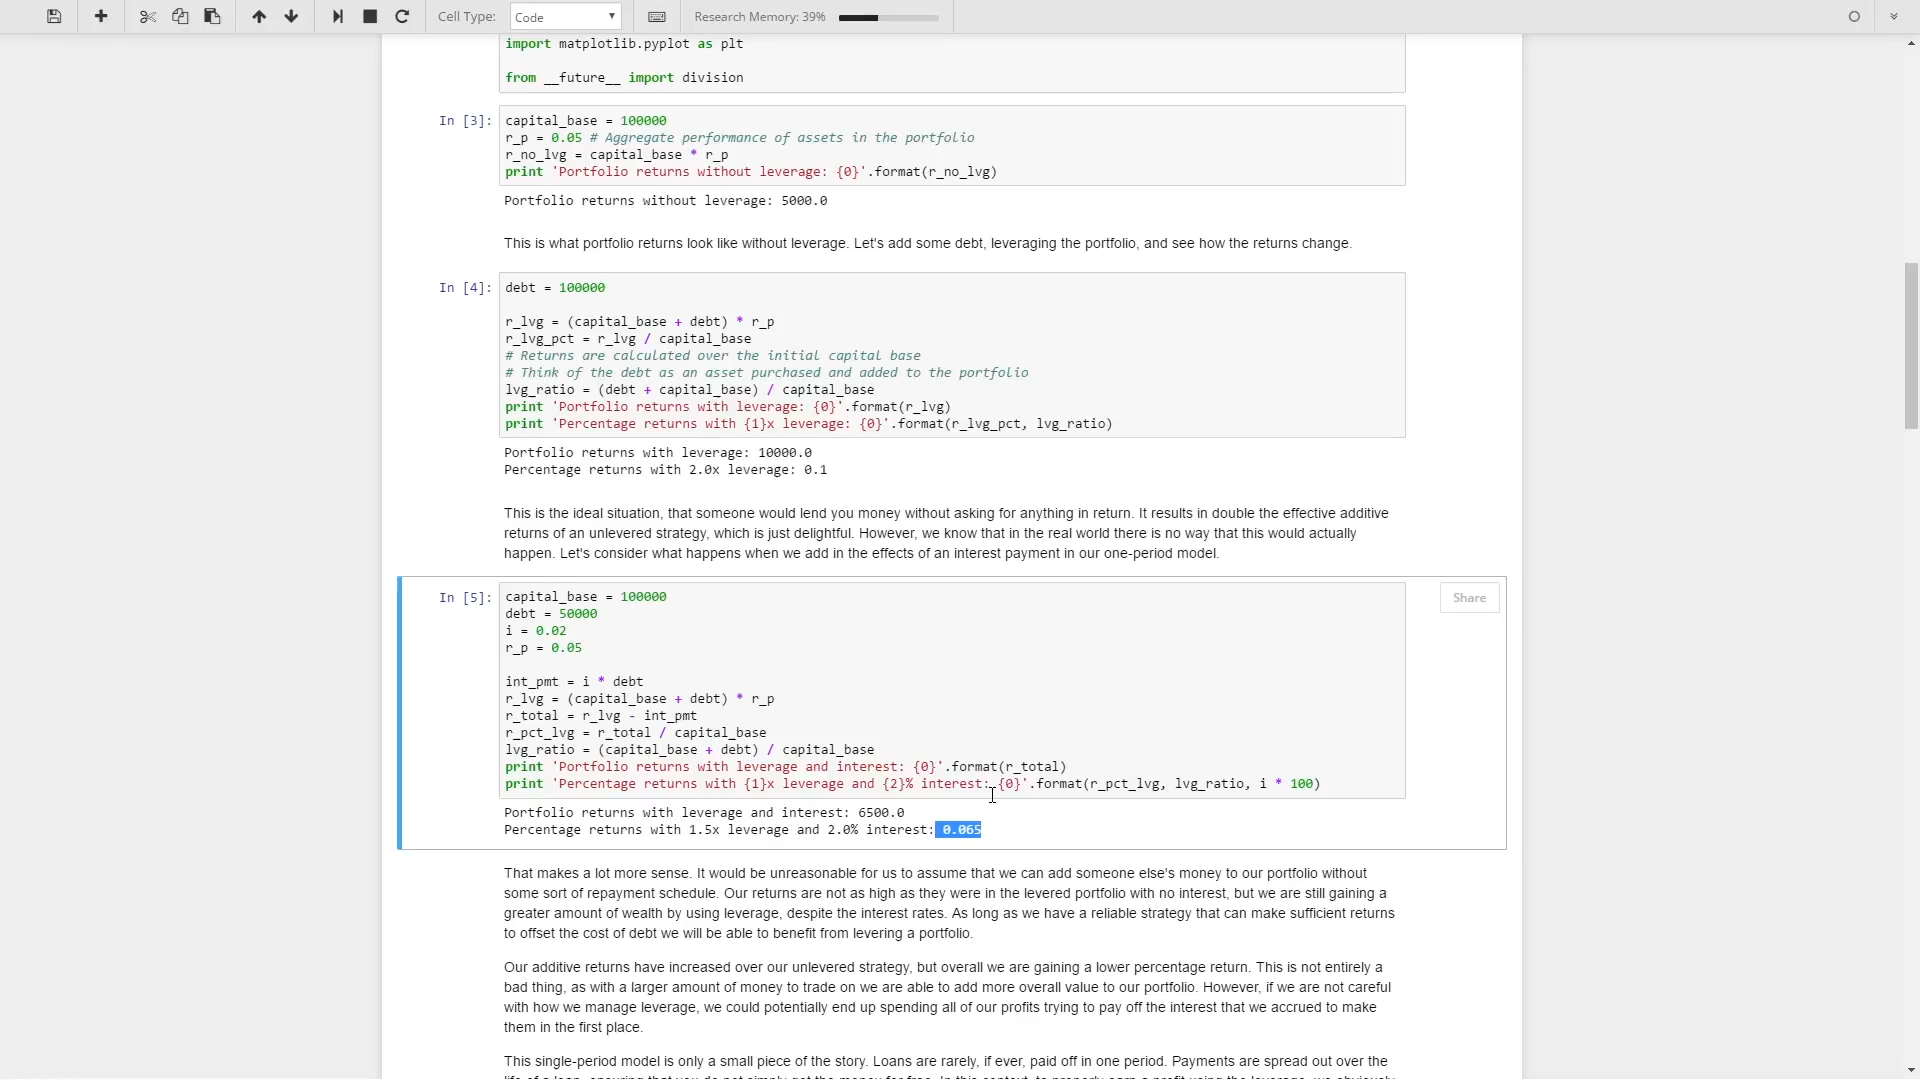 Cell Type: Code Research Memory: 39%
import matplotlib.pyplot as plt
from __future__ import division
In [3]: capital_base = 100000
r_p = 0.05 # Aggregate performance of assets in the portfolio
r_no_lvg = capital_base * r_p
print 'Portfolio returns without leverage: {0}'.format(r_no_lvg)
Portfolio returns without leverage: 5000.0
This is what portfolio returns look like without leverage. Let's add some debt, leveraging the portfolio, and see how the returns change.
In [4]: debt = 100000
r_lvg = (capital_base + debt) * r_p
r_lvg_pct = r_lvg / capital_base
# Returns are calculated over the initial capital base
# Think of the debt as an asset purchased and added to the portfolio
lvg_ratio = (debt + capital_base) / capital_base
print 'Portfolio returns with leverage: {0}'.format(r_lvg)
print 'Percentage returns with {1}x leverage: {0}'.format(r_lvg_pct, lvg_ratio)
Portfolio returns with leverage: 10000.0
Percentage returns with 2.0x leverage: 0.1
This is the ideal situation, that someone would lend you money without asking for anything in return. It results in double the effective additive
returns of an unlevered strategy, which is just delightful. However, we know that in the real world there is no way that this would actually
happen. Let's consider what happens when we add in the effects of an interest payment in our one-period model.
In [5]: capital_base = 100000
Share
debt = 50000
i = 0.02
r_p = 0.05
int_pmt = i * debt
r_lvg = (capital_base + debt) * r_p
r_total = r_lvg - int_pmt
r_pct_lvg = r_total / capital_base
lvg_ratio = (capital_base + debt) / capital_base
print 'Portfolio returns with leverage and interest: {0}'.format(r_total)
print 'Percentage returns with {1}x leverage and {2}% interest: {0}'.format(r_pct_lvg, lvg_ratio, i * 100)
Portfolio returns with leverage and interest: 6500.0
Percentage returns with 1.5x leverage and 2.0% interest: 0.065
That makes a lot more sense. It would be unreasonable for us to assume that we can add someone else's money to our portfolio without
some sort of repayment schedule. Our returns are not as high as they were in the levered portfolio with no interest, but we are still gaining a
greater amount of wealth by using leverage, despite the interest rates. As long as we have a reliable strategy that can make sufficient returns
to offset the cost of debt we will be able to benefit from levering a portfolio.
Our additive returns have increased over our unlevered strategy, but overall we are gaining a lower percentage return. This is not entirely a
bad thing, as with a larger amount of money to trade on we are able to add more overall value to our portfolio. However, if we are not careful
with how we manage leverage, we could potentially end up spending all of our profits trying to pay off the interest that we accrued to make
them in the first place.
This single-period model is only a small piece of the story. Loans are rarely, if ever, paid off in one period. Payments are spread out over the